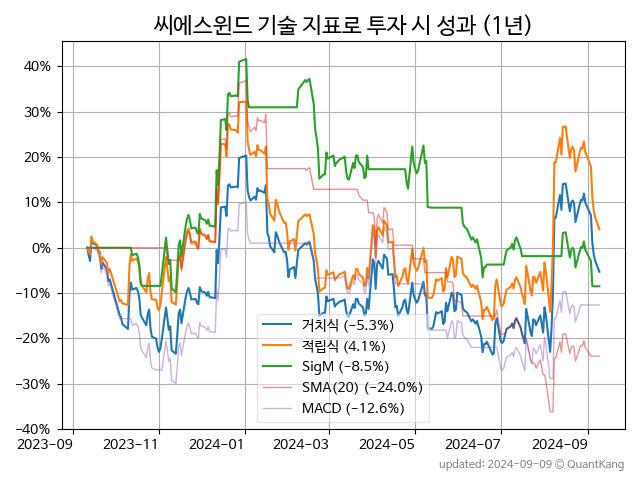 씨에스윈드 기술 지표로 투자 시 성과 (1년)
40%
30%
20%
10%
0%
−10%
−20%
−30%
−40%
거치식 (−5.3%)
적립식 (4.1%)
SigM (−8.5%)
SMA(20) (−24.0%)
MACD (−12.6%)
2023-09 2023-11 2024-01 2024-03 2024-05 2024-07 2024-09
updated: 2024-09-09 © QuantKang